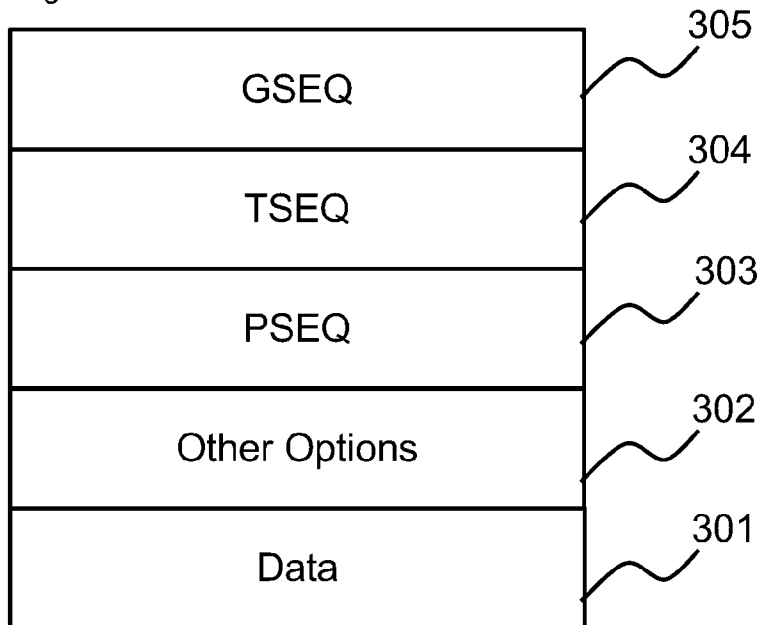 305
GSEQ
304
TSEQ
303
PSEQ
302
Other Options
301
Data